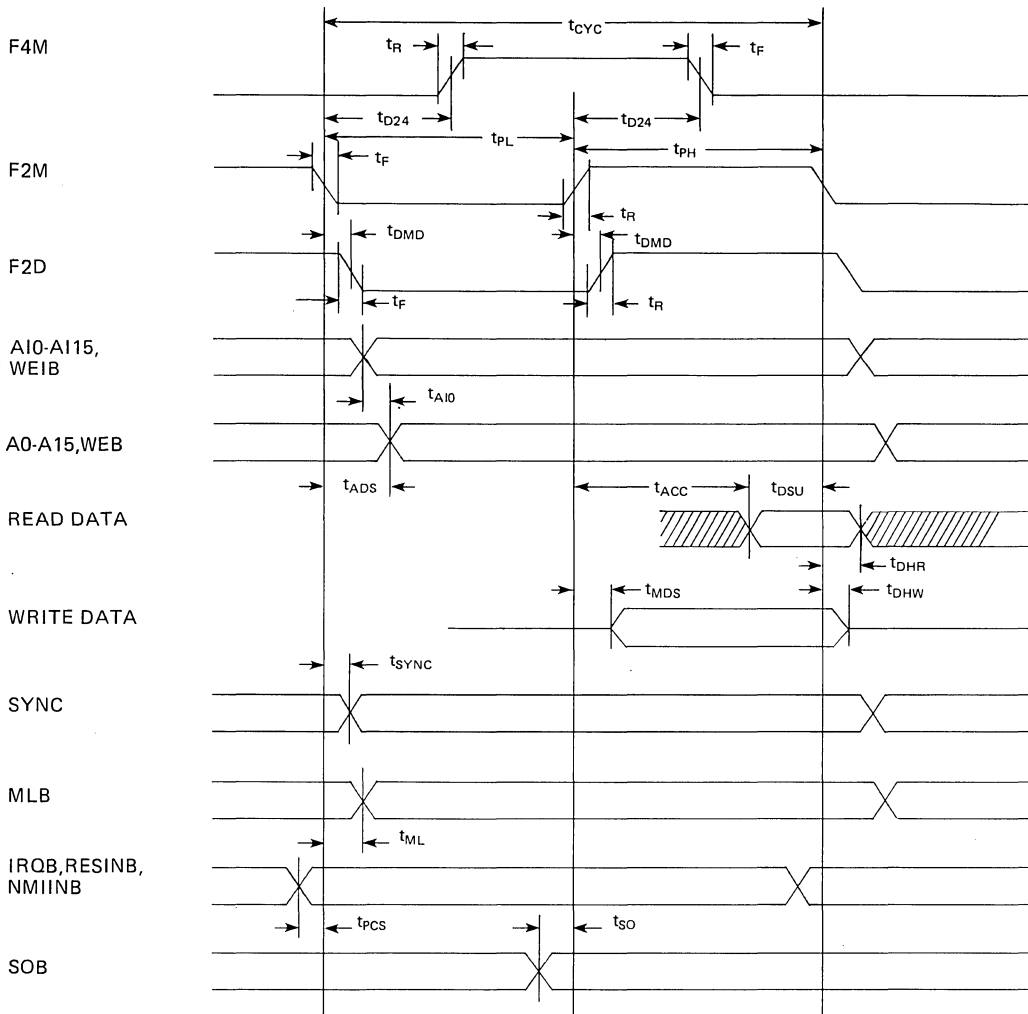 tCYC
F4M
tR
tF
tD24
tD24
tPL
tPH
F2M
tF
tR
tDMD
tDMD
F2D
tF
tR
AI0-AI15,
WEIB
tAI0
A0-A15,WEB
tADS
tACC
tDSU
READ DATA
tDHR
tMDS
tDHW
WRITE DATA
tSYNC
SYNC
MLB
tML
IRQB,RESINB,
NMIINB
tPCS
tSO
SOB